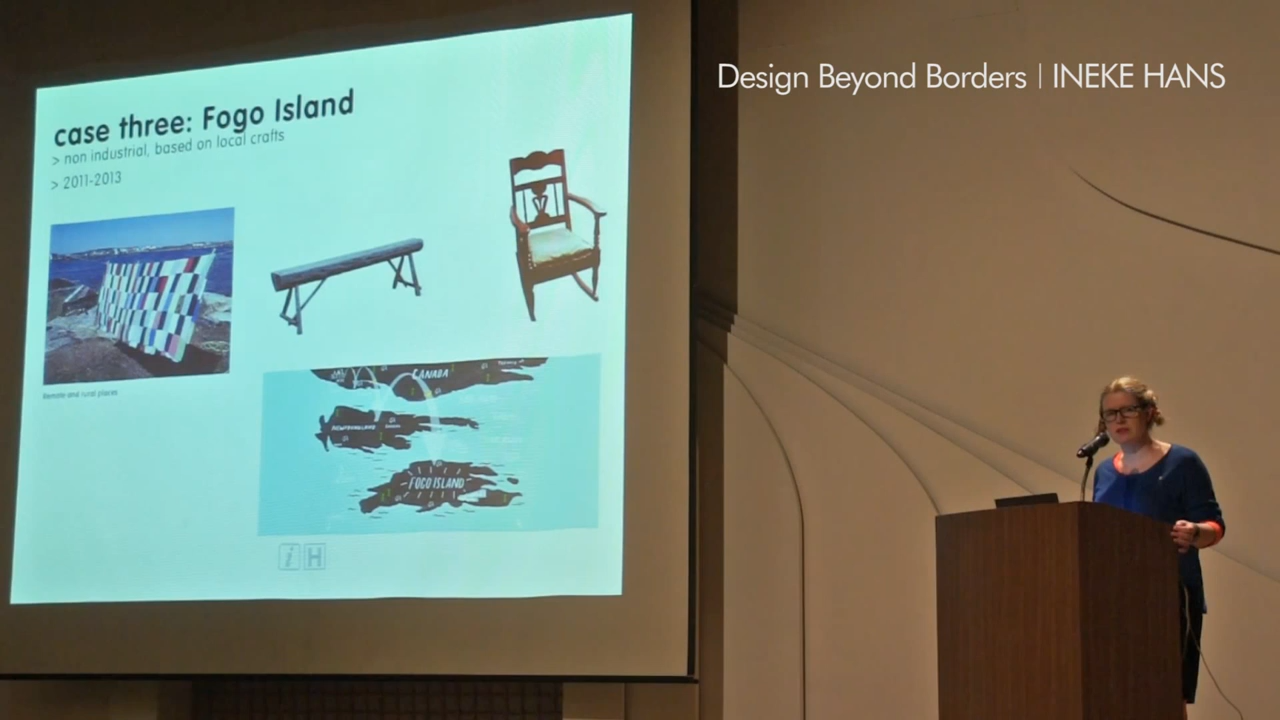 Design Beyond Borders | INEKE HANS
case three: Fogo Island
> non industrial, based on local crafts
> 2011-2013
Remote and rural places
CANADA
NEWFOUNDLAND
FOGO ISLAND
i H